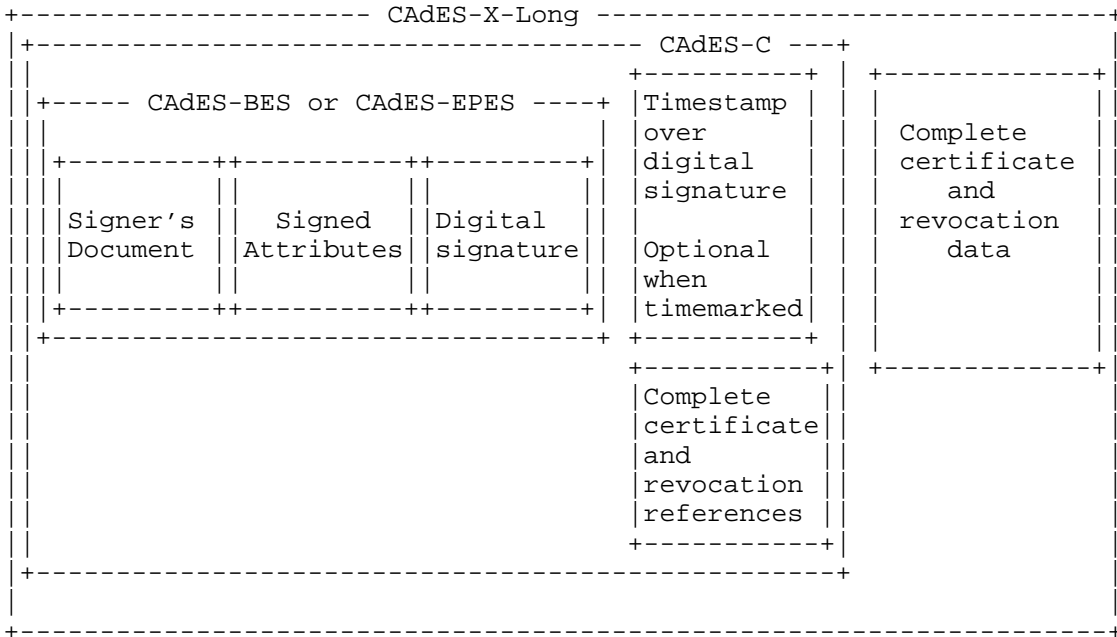 CAdES-X-Long
CAdES-C
CAdES-BES or CAdES-EPES
Signer's
Document
Signed
Attributes
Digital
signature
Timestamp
over
digital
signature
Optional
when
timemarked
Complete
certificate
and
revocation
references
Complete
certificate
and
revocation
data